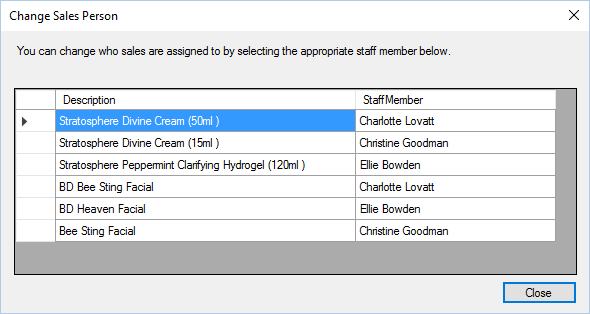 Change Sales Person
You can change who sales are assigned to by selecting the appropriate staff member below.
Description StaffMember
Stratosphere Divine Cream (50ml ) Charlotte Lovatt
Stratosphere Divine Cream (15ml ) Christine Goodman
Stratosphere Peppermint Clarifying Hydrogel (120ml ) Ellie Bowden
BD Bee Sting Facial Charlotte Lovatt
BD Heaven Facial Ellie Bowden
Bee Sting Facial Christine Goodman
Close